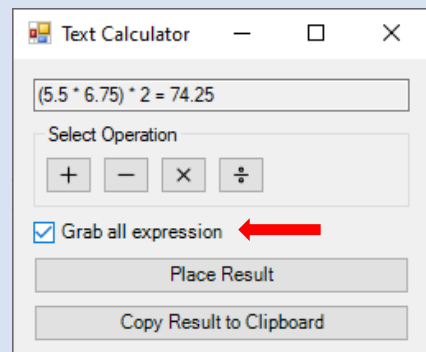 Text Calculator
(5.5 * 6.75) * 2 = 74.25
Select Operation
+ − × ÷
Grab all expression
Place Result
Copy Result to Clipboard